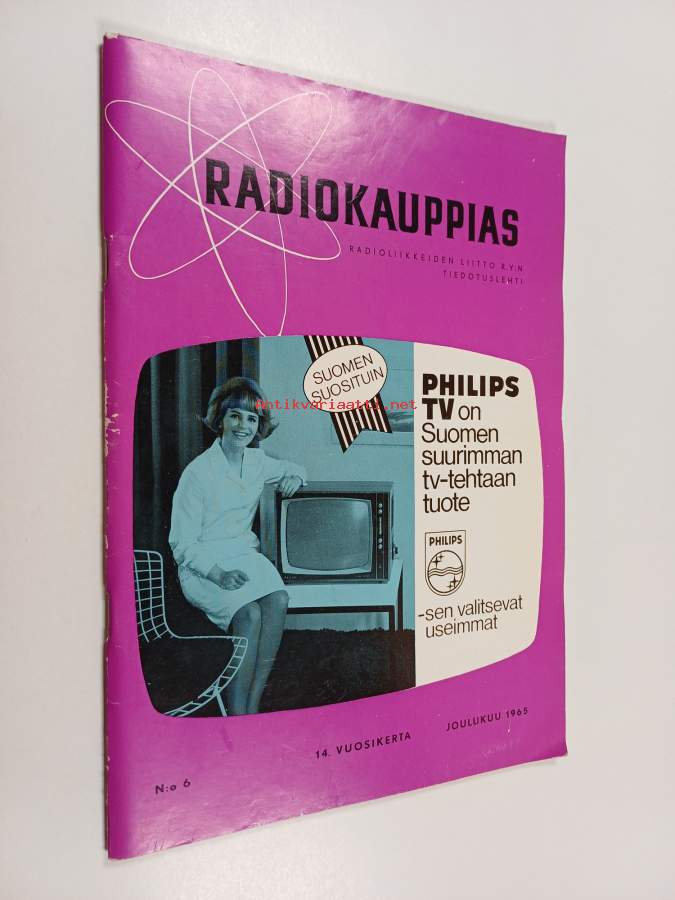 RADIOKAUPPIAS
RADIOLIIKKEIDEN LIITTO R.Y:N
TIEDOTUSLEHTI
SUOMEN
SUOSITUIN
Antikvariaatti.net
PHILIPS
TV on
Suomen
suurimman
tv-tehtaan
tuote
PHILIPS
-sen valitsevat
useimmat
14. VUOSIKERTA
JOULUKUU 1965
N:o 6